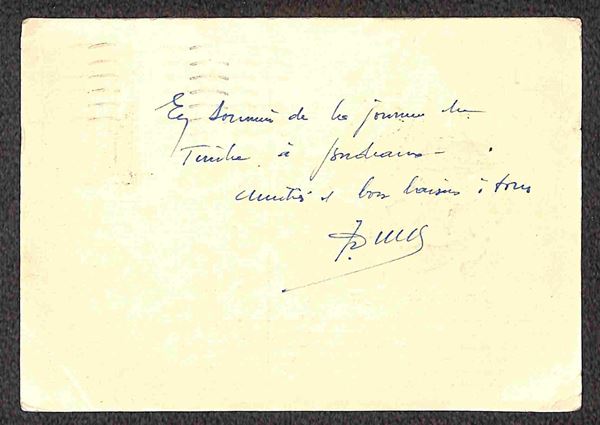 En Souvenir de la journée du
Timbre à Bordeaux -
Amitiés et bons baisers à tous